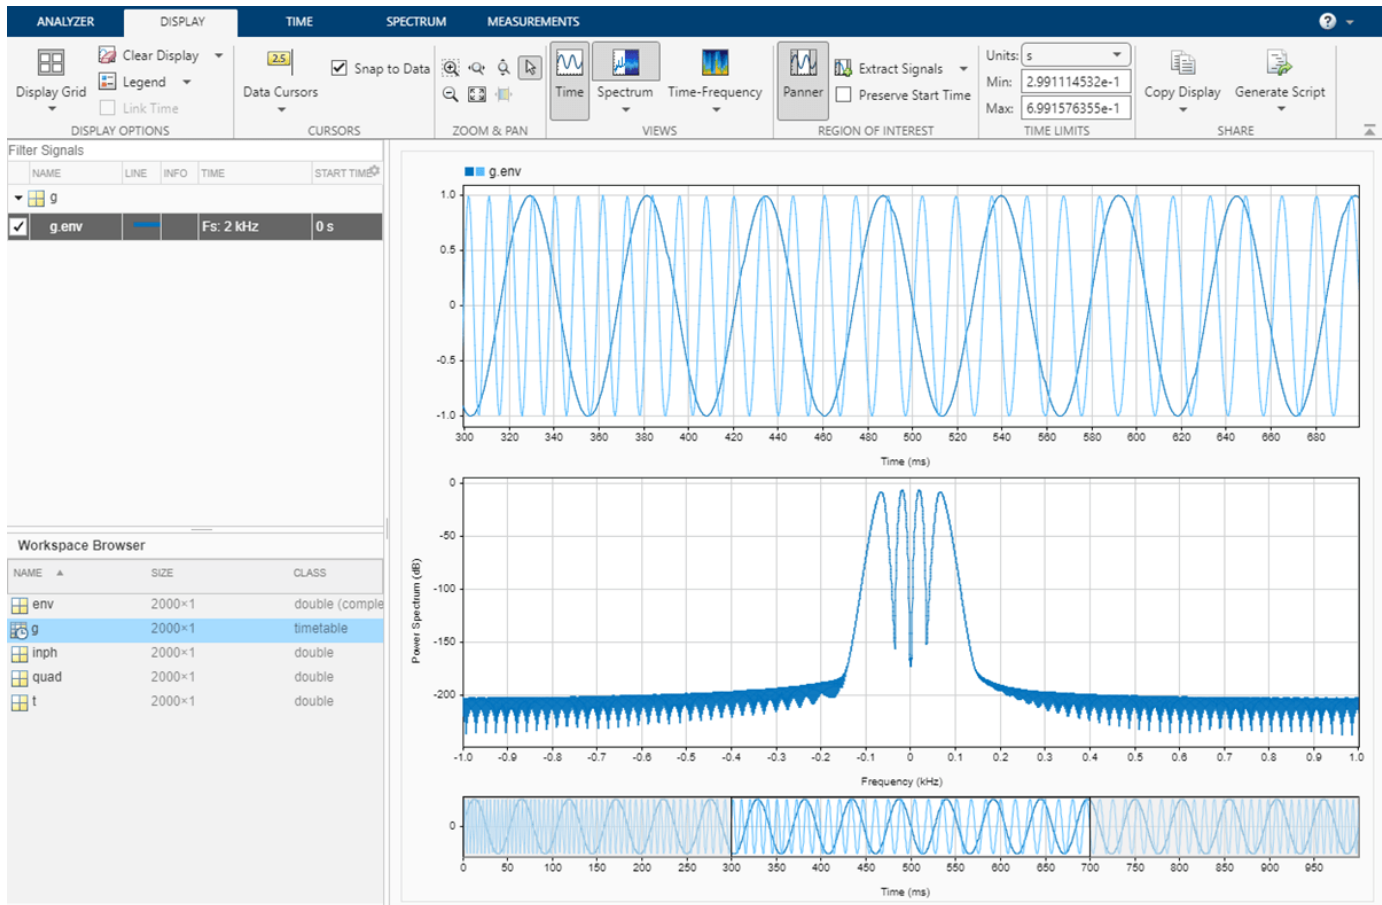 ANALYZER DISPLAY TIME SPECTRUM MEASUREMENTS ?
Clear Display
2.5
Snap to Data
Units: s
Legend
Extract Signals
Min: 2.991114532e-1
Display Grid
Data Cursors
Time Spectrum Time-Frequency
Panner
Preserve Start Time
Copy Display Generate Script
Link Time
Max: 6.991576355e-1
DISPLAY OPTIONS CURSORS ZOOM & PAN VIEWS REGION OF INTEREST TIME LIMITS SHARE
Filter Signals
NAME LINE INFO TIME START TIME
g
g.env Fs: 2 kHz 0 s
g.env
1.0
0.5
0
-0.5
-1.0
300 320 340 360 380 400 420 440 460 480 500 520 540 560 580 600 620 640 660 680
Time (ms)
Power Spectrum (dB)
0
-50
-100
-150
-200
-1.0 -0.9 -0.8 -0.7 -0.6 -0.5 -0.4 -0.3 -0.2 -0.1 0 0.1 0.2 0.3 0.4 0.5 0.6 0.7 0.8 0.9 1.0
Frequency (kHz)
0
0 50 100 150 200 250 300 350 400 450 500 550 600 650 700 750 800 850 900 950
Time (ms)
Workspace Browser
NAME SIZE CLASS
env 2000×1 double (comple
g 2000×1 timetable
inph 2000×1 double
quad 2000×1 double
t 2000×1 double